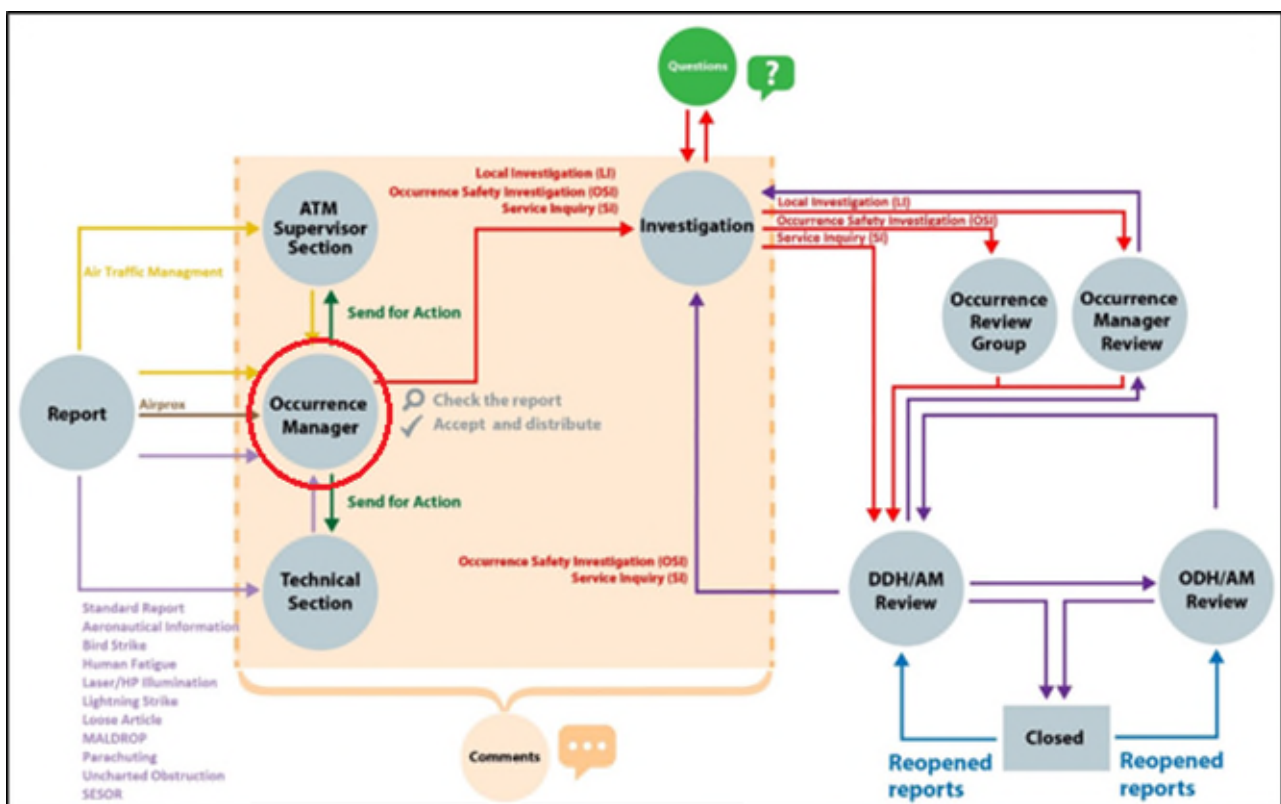 Questions
?
Local Investigation (LI)
Occurrence Safety Investigation (OSI)
Service Inquiry (SI)
ATM
Supervisor
Section
Investigation
Local Investigation (LI)
Occurrence Safety Investigation (OSI)
Service Inquiry (SI)
Air Traffic Managment
Send for Action
Occurrence
Review
Group
Occurrence
Manager
Review
Report
Airprox
Occurrence
Manager
Check the report
Accept and distribute
Send for Action
Technical
Section
Occurrence Safety Investigation (OSI)
Service Inquiry (SI)
DDH/AM
Review
ODH/AM
Review
Standard Report
Aeronautical Information
Bird Strike
Human Fatigue
Laser/HP Illumination
Lightning Strike
Loose Article
MALDROP
Parachuting
Uncharted Obstruction
SESOR
Comments
Closed
Reopened
reports
Reopened
reports